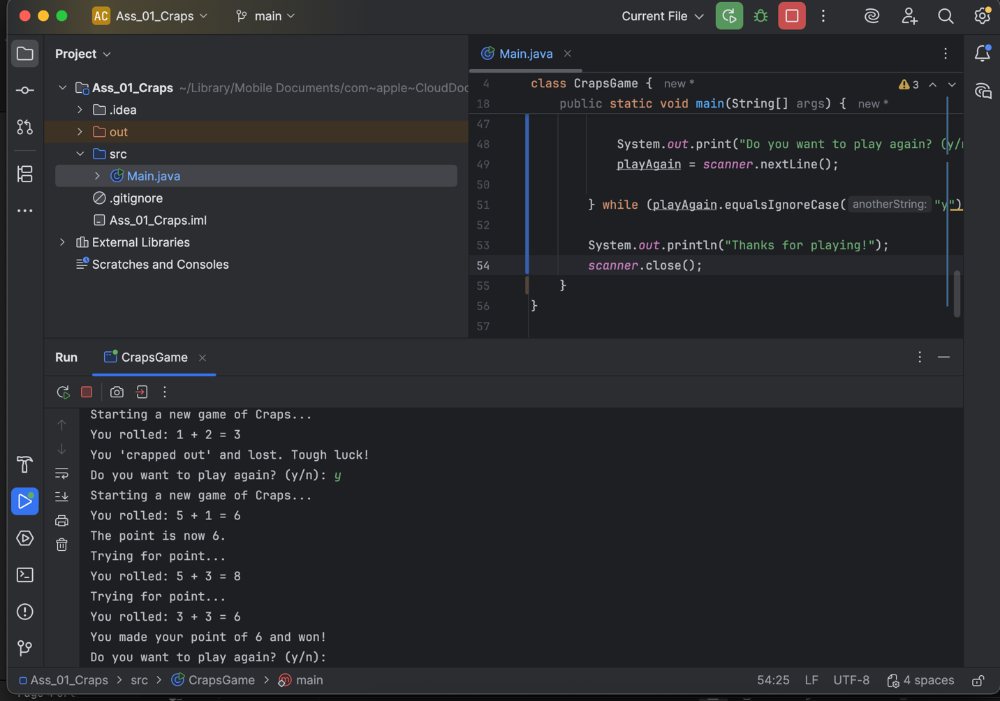 AC Ass_01_Craps main Current File
Project
Ass_01_Craps ~/Library/Mobile Documents/com~apple~CloudDoc
.idea
out
src
Main.java
.gitignore
Ass_01_Craps.iml
External Libraries
Scratches and Consoles
Main.java
4 class CrapsGame { new * 3
18 public static void main(String[] args) { new *
47
48 System.out.print("Do you want to play again? (y/n
49 playAgain = scanner.nextLine();
50
51 } while (playAgain.equalsIgnoreCase( anotherString: "y")
52
53 System.out.println("Thanks for playing!");
54 scanner.close();
55 }
56 }
57
Run CrapsGame
Starting a new game of Craps...
You rolled: 1 + 2 = 3
You 'crapped out' and lost. Tough luck!
Do you want to play again? (y/n): y
Starting a new game of Craps...
You rolled: 5 + 1 = 6
The point is now 6.
Trying for point...
You rolled: 5 + 3 = 8
Trying for point...
You rolled: 3 + 3 = 6
You made your point of 6 and won!
Do you want to play again? (y/n):
Ass_01_Craps > src > CrapsGame > main 54:25 LF UTF-8 4 spaces